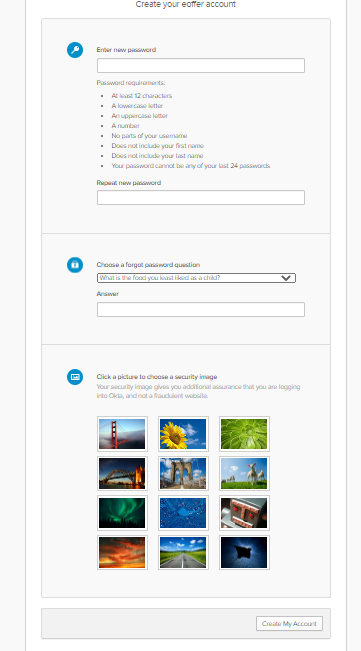 Create your eoffer account
Enter new password
Password requirements:
At least 12 characters
A lowercase letter
An uppercase letter
A number
No parts of your username
Does not include your first name
Does not include your last name
Your password cannot be any of your last 24 passwords
Repeat new password
Choose a forgot password question
What is the food you least liked as a child?
Answer
Click a picture to choose a security image
Your security image gives you additional assurance that you are logging
into Okta, and not a fraudulent website.
Create My Account